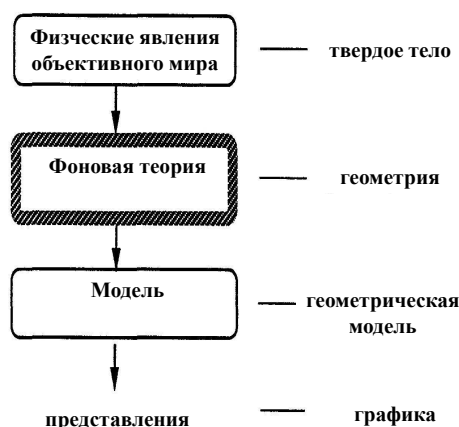 Физческие явления
объективного мира
твердое тело
Фоновая теория
геометрия
Модель
геометрическая
модель
представления
графика